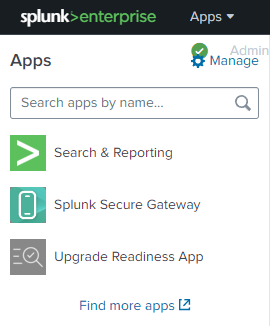 splunk>enterprise Apps
Admin
Apps Manage
Search apps by name...
Search & Reporting
Splunk Secure Gateway
Upgrade Readiness App
Find more apps